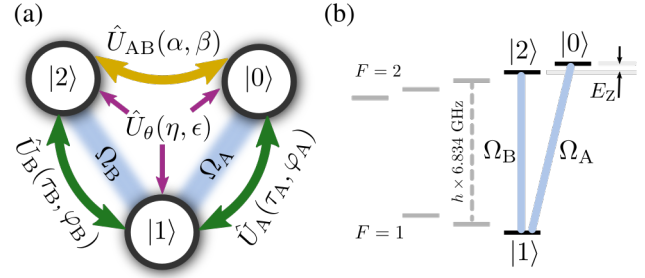 (a)
Û_AB(α, β)
|2⟩
|0⟩
Û_θ(η, ϵ)
Ω_B
Ω_A
Û_B(τ_B, φ_B)
Û_A(τ_A, φ_A)
|1⟩
(b)
|2⟩
|0⟩
F = 2
E_Z
h × 6.834 GHz
Ω_B
Ω_A
F = 1
|1⟩